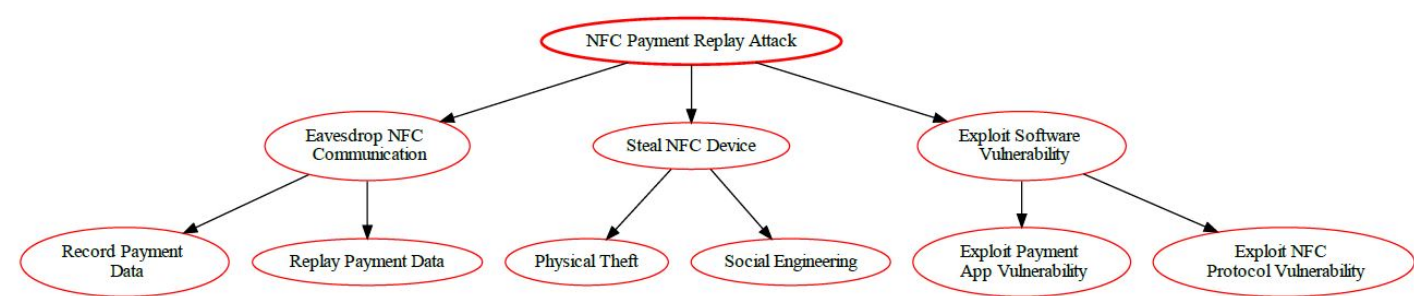 NFC Payment Replay Attack
Eavesdrop NFC
Communication
Steal NFC Device
Exploit Software
Vulnerability
Record Payment
Data
Replay Payment Data
Physical Theft
Social Engineering
Exploit Payment
App Vulnerability
Exploit NFC
Protocol Vulnerability